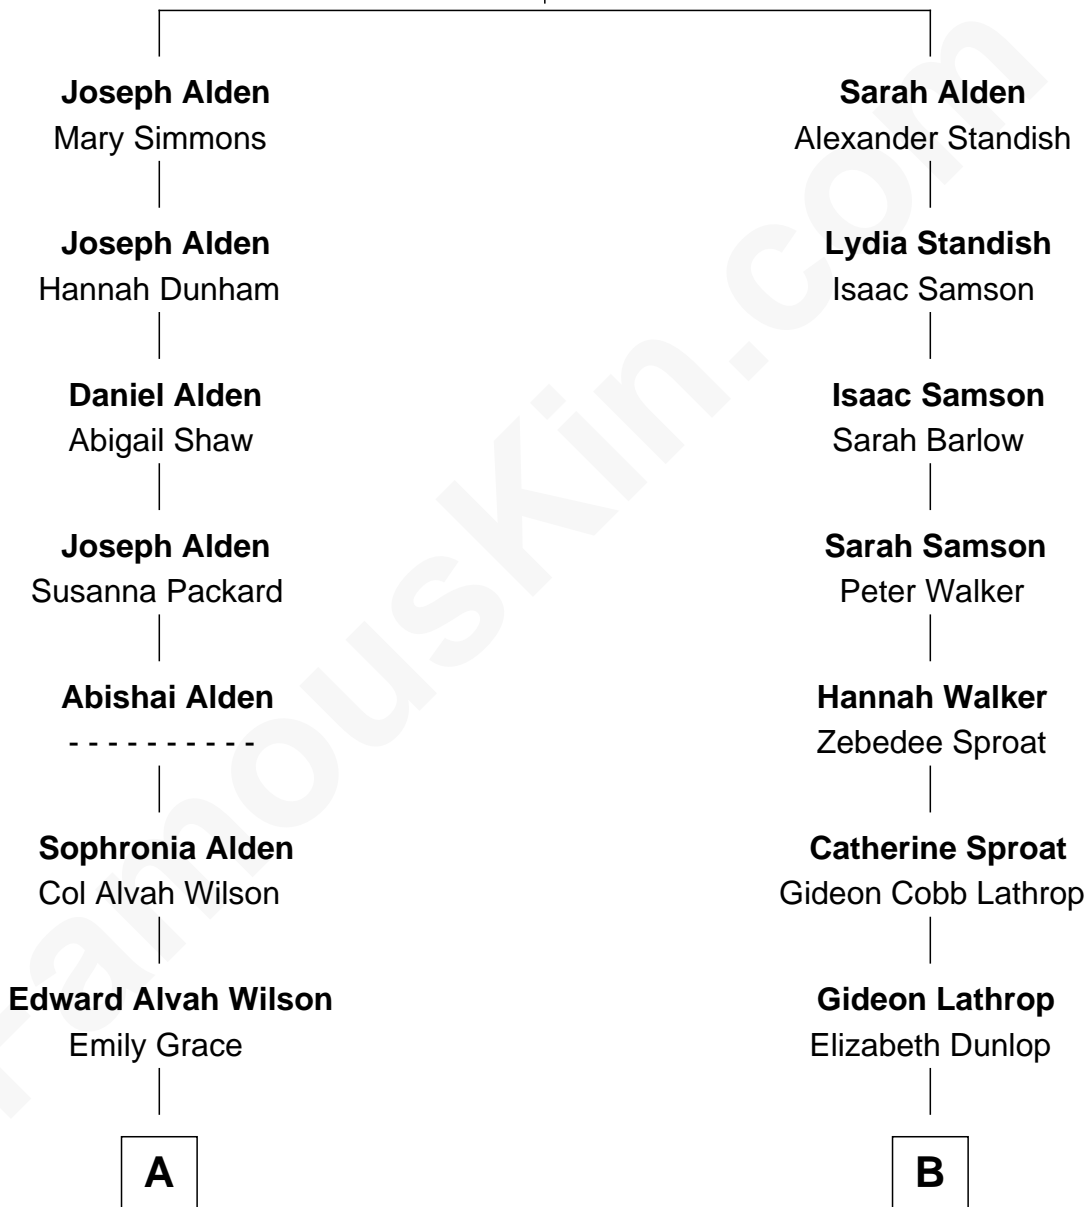 Joseph Alden
Mary Simmons
Joseph Alden
Hannah Dunham
Daniel Alden
Abigail Shaw
Joseph Alden
Susanna Packard
Abishai Alden
- - - - - - - - - -
Sophronia Alden
Col Alvah Wilson
Edward Alvah Wilson
Emily Grace
A
Sarah Alden
Alexander Standish
Lydia Standish
Isaac Samson
Isaac Samson
Sarah Barlow
Sarah Samson
Peter Walker
Hannah Walker
Zebedee Sproat
Catherine Sproat
Gideon Cobb Lathrop
Gideon Lathrop
Elizabeth Dunlop
B
FamousKin.com